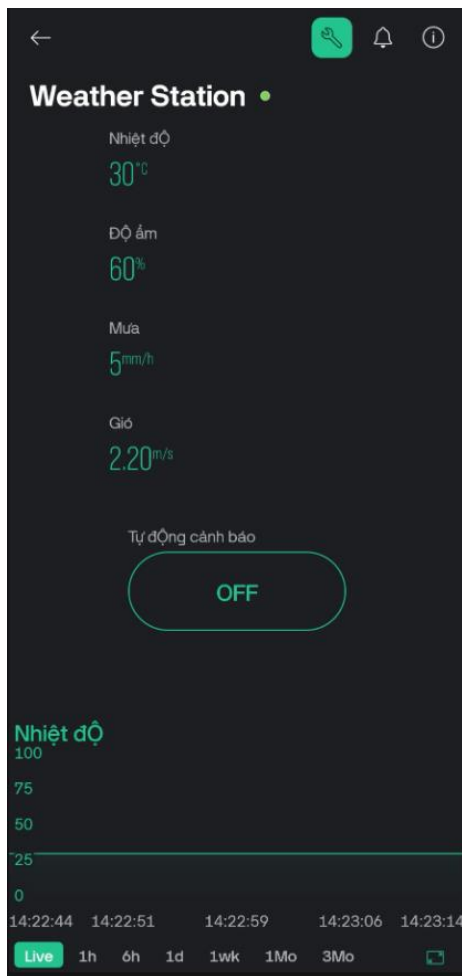 Weather Station
Nhiệt độ
30°C
Độ ẩm
60%
Mưa
5mm/h
Gió
2.20m/s
Tự động cảnh báo
OFF
Nhiệt độ
100
75
50
25
0
14:22:44 14:22:51 14:22:59 14:23:06 14:23:14
Live 1h 6h 1d 1wk 1Mo 3Mo